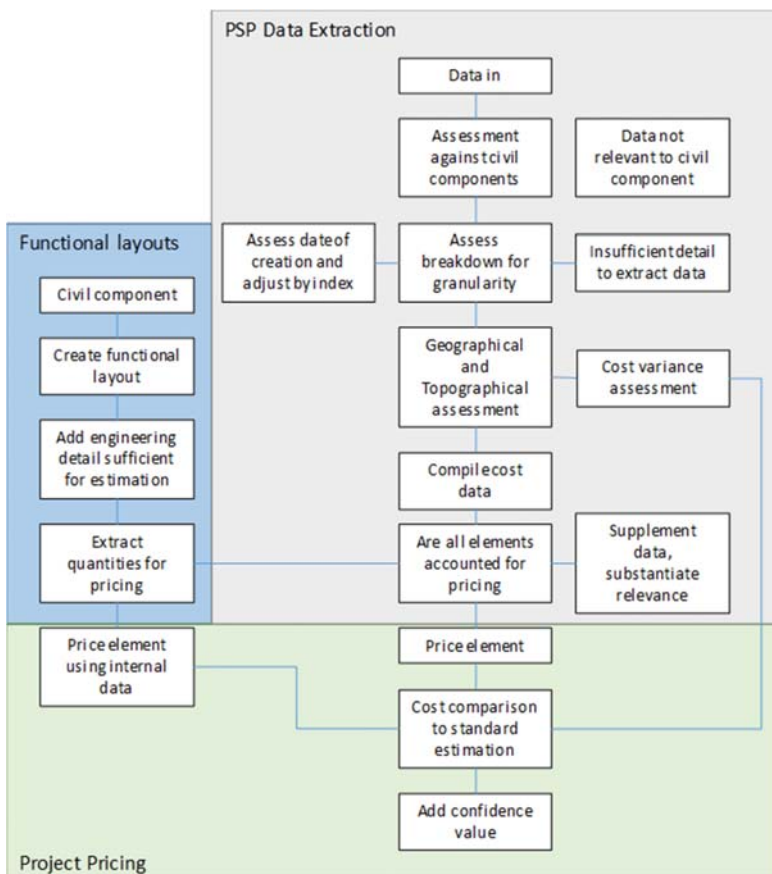 PSP Data Extraction
Data in
Assessment
against civil
components
Data not
relevant to civil
component
Functional layouts
Civil component
Create functional
layout
Add engineering
detail sufficient
for estimation
Extract
quantities for
pricing
Assess date of
creation and
adjust by index
Assess
breakdown for
granularity
Insufficient detail
to extract data
Geographical
and
Topographical
assessment
Cost variance
assessment
Compile cost
data
Are all elements
accounted for
pricing
Supplement
data,
substantiate
relevance
Price element
using internal
data
Price element
Cost comparison
to standard
estimation
Add confidence
value
Project Pricing